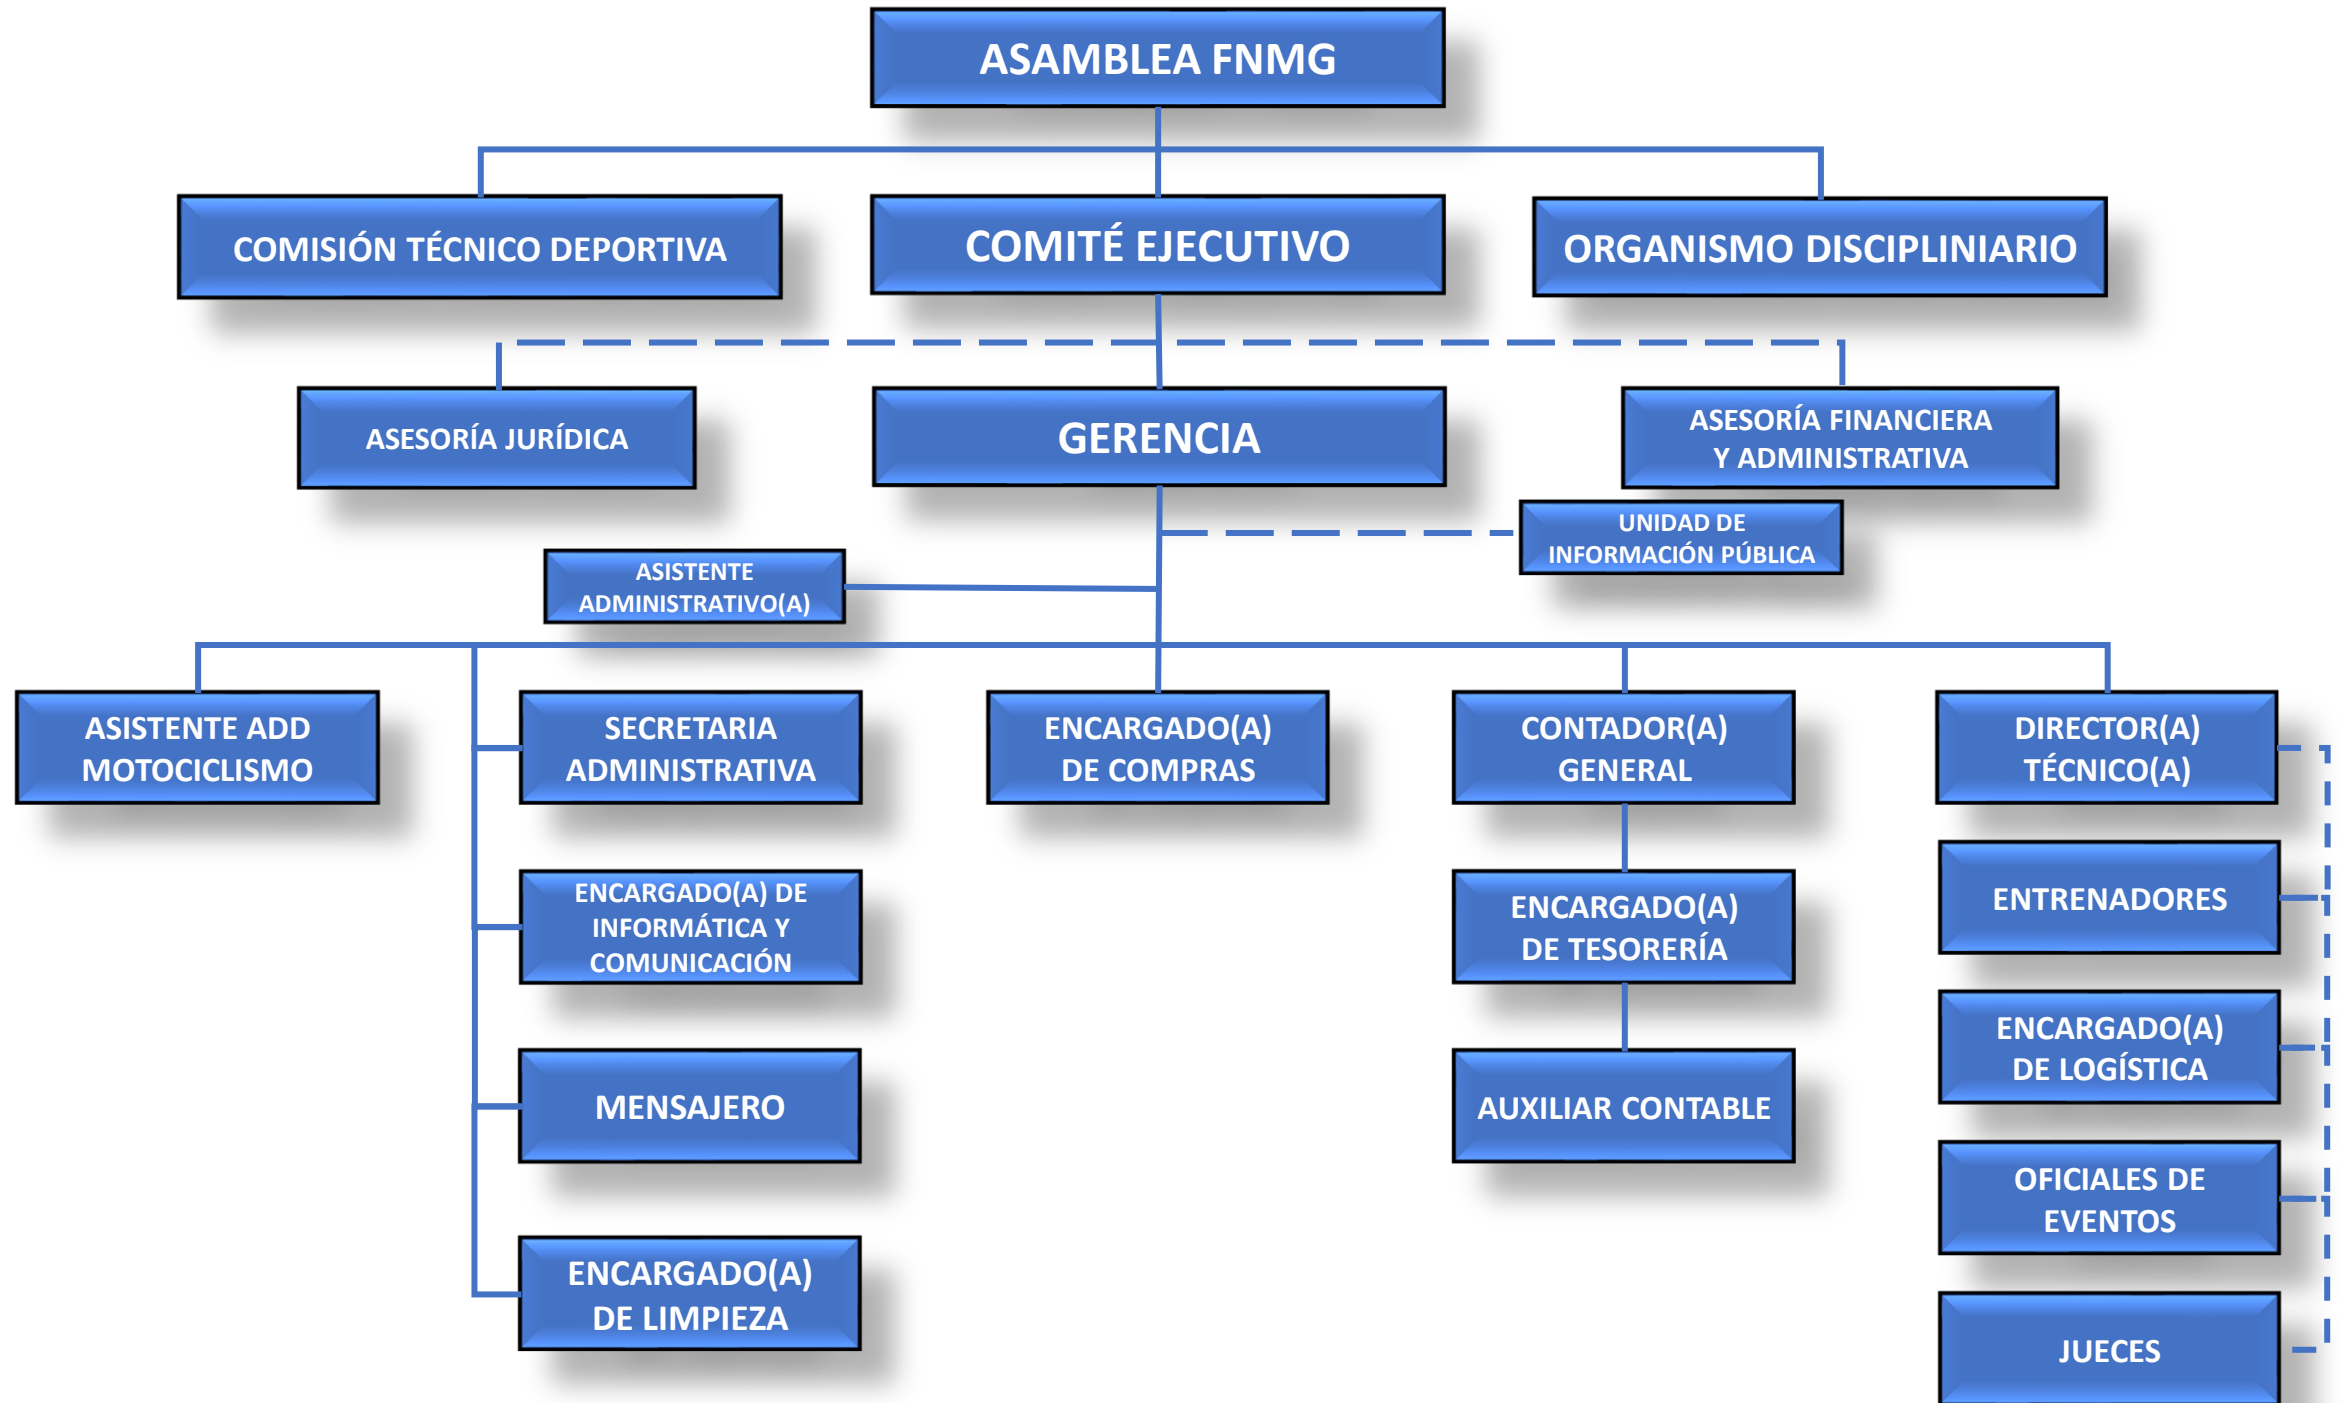 ASAMBLEA FNMG
COMISIÓN TÉCNICO DEPORTIVA
COMITÉ EJECUTIVO
ORGANISMO DISCIPLINIARIO
ASESORÍA JURÍDICA
GERENCIA
ASESORÍA FINANCIERA
Y ADMINISTRATIVA
UNIDAD DE
INFORMACIÓN PÚBLICA
ASISTENTE
ADMINISTRATIVO(A)
ASISTENTE ADD
MOTOCICLISMO
SECRETARIA
ADMINISTRATIVA
ENCARGADO(A)
DE COMPRAS
CONTADOR(A)
GENERAL
DIRECTOR(A)
TÉCNICO(A)
ENCARGADO(A) DE
INFORMÁTICA Y
COMUNICACIÓN
ENCARGADO(A)
DE TESORERÍA
ENTRENADORES
ENCARGADO(A)
DE LOGÍSTICA
MENSAJERO
AUXILIAR CONTABLE
OFICIALES DE
EVENTOS
ENCARGADO(A)
DE LIMPIEZA
JUECES